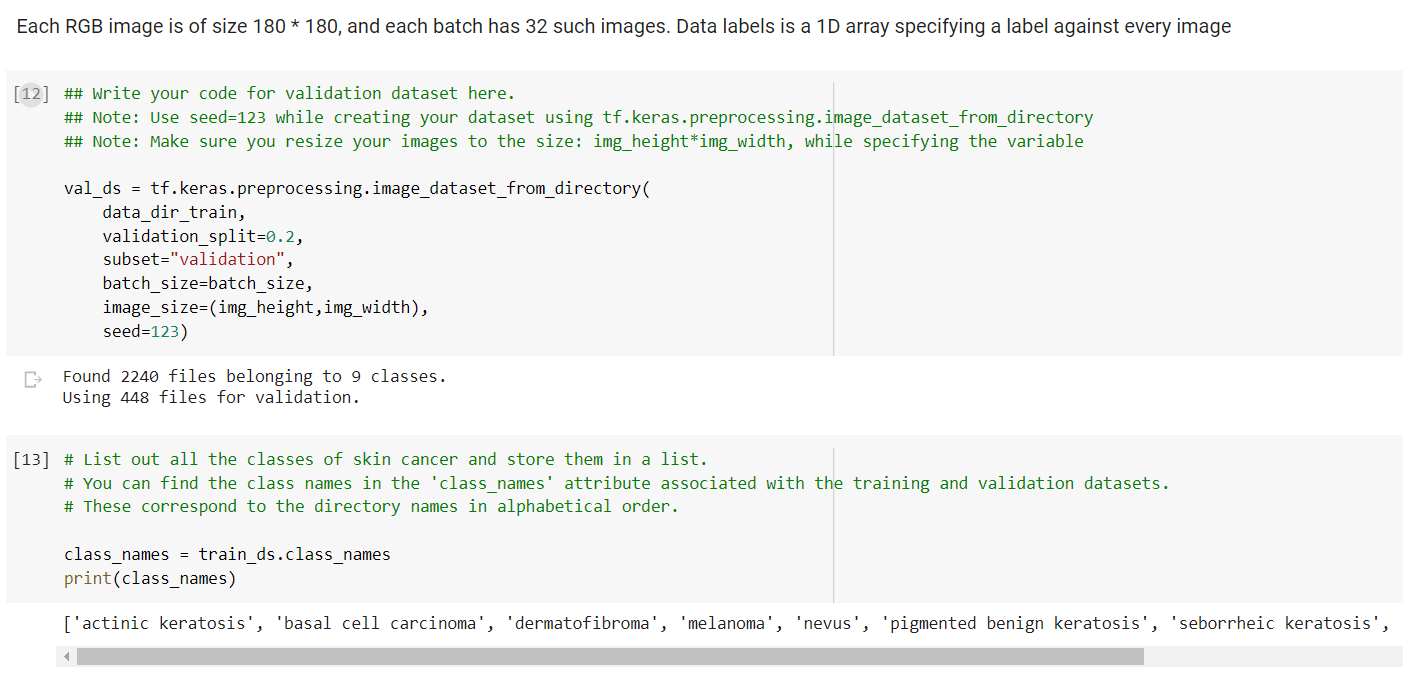 Each RGB image is of size 180 * 180, and each batch has 32 such images. Data labels is a 1D array specifying a label against every image
[12] ## Write your code for validation dataset here.
## Note: Use seed=123 while creating your dataset using tf.keras.preprocessing.image_dataset_from_directory
## Note: Make sure you resize your images to the size: img_height*img_width, while specifying the variable
val_ds = tf.keras.preprocessing.image_dataset_from_directory(
    data_dir_train,
    validation_split=0.2,
    subset="validation",
    batch_size=batch_size,
    image_size=(img_height,img_width),
    seed=123)
Found 2240 files belonging to 9 classes.
Using 448 files for validation.
[13] # List out all the classes of skin cancer and store them in a list.
# You can find the class names in the 'class_names' attribute associated with the training and validation datasets.
# These correspond to the directory names in alphabetical order.
class_names = train_ds.class_names
print(class_names)
['actinic keratosis', 'basal cell carcinoma', 'dermatofibroma', 'melanoma', 'nevus', 'pigmented benign keratosis', 'seborrheic keratosis',